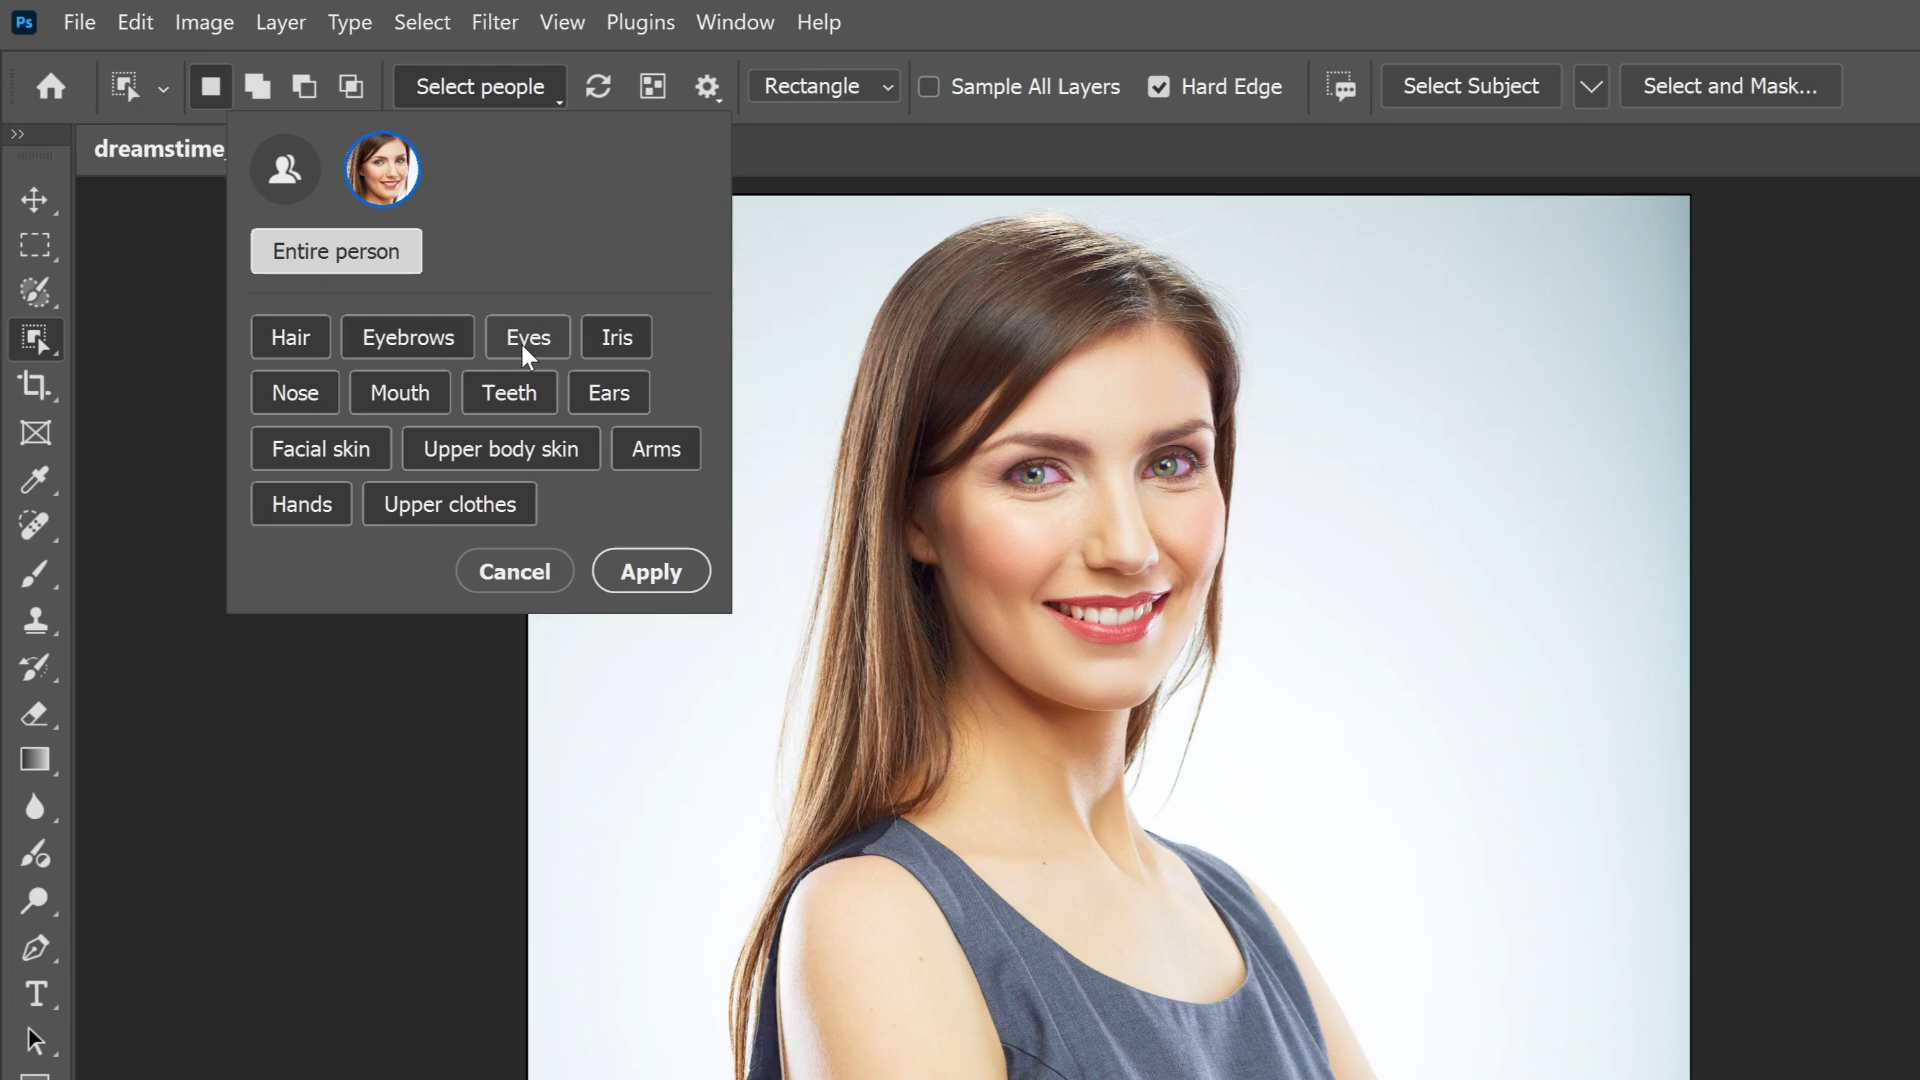 Ps File Edit Image Layer Type Select Filter View Plugins Window Help
Select people Rectangle Sample All Layers Hard Edge Select Subject Select and Mask...
dreamstime_
Entire person
Hair Eyebrows Eyes Iris
Nose Mouth Teeth Ears
Facial skin Upper body skin Arms
Hands Upper clothes
Cancel Apply